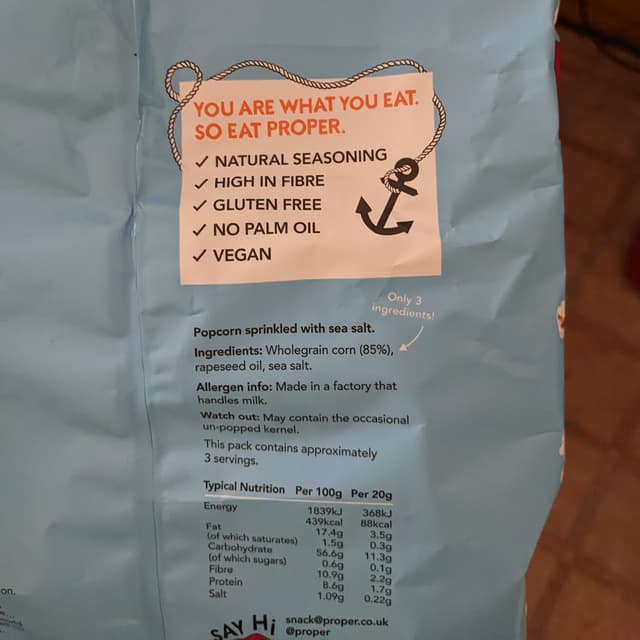 YOU ARE WHAT YOU EAT.
SO EAT PROPER.
✓ NATURAL SEASONING
✓ HIGH IN FIBRE
✓ GLUTEN FREE
✓ NO PALM OIL
✓ VEGAN
Only 3
ingredients!
Popcorn sprinkled with sea salt.
Ingredients: Wholegrain corn (85%),
rapeseed oil, sea salt.
Allergen info: Made in a factory that
handles milk.
Watch out: May contain the occasional
un-popped kernel.
This pack contains approximately
3 servings.
Typical Nutrition Per 100g Per 20g
Energy 1839kJ 368kJ
439kcal 88kcal
Fat 17.4g 3.5g
(of which saturates) 1.5g 0.3g
Carbohydrate 56.6g 11.3g
(of which sugars) 0.6g 0.1g
Fibre 10.9g 2.2g
Protein 8.6g 1.7g
Salt 1.09g 0.22g
SAY Hi
snack@proper.co.uk
@proper